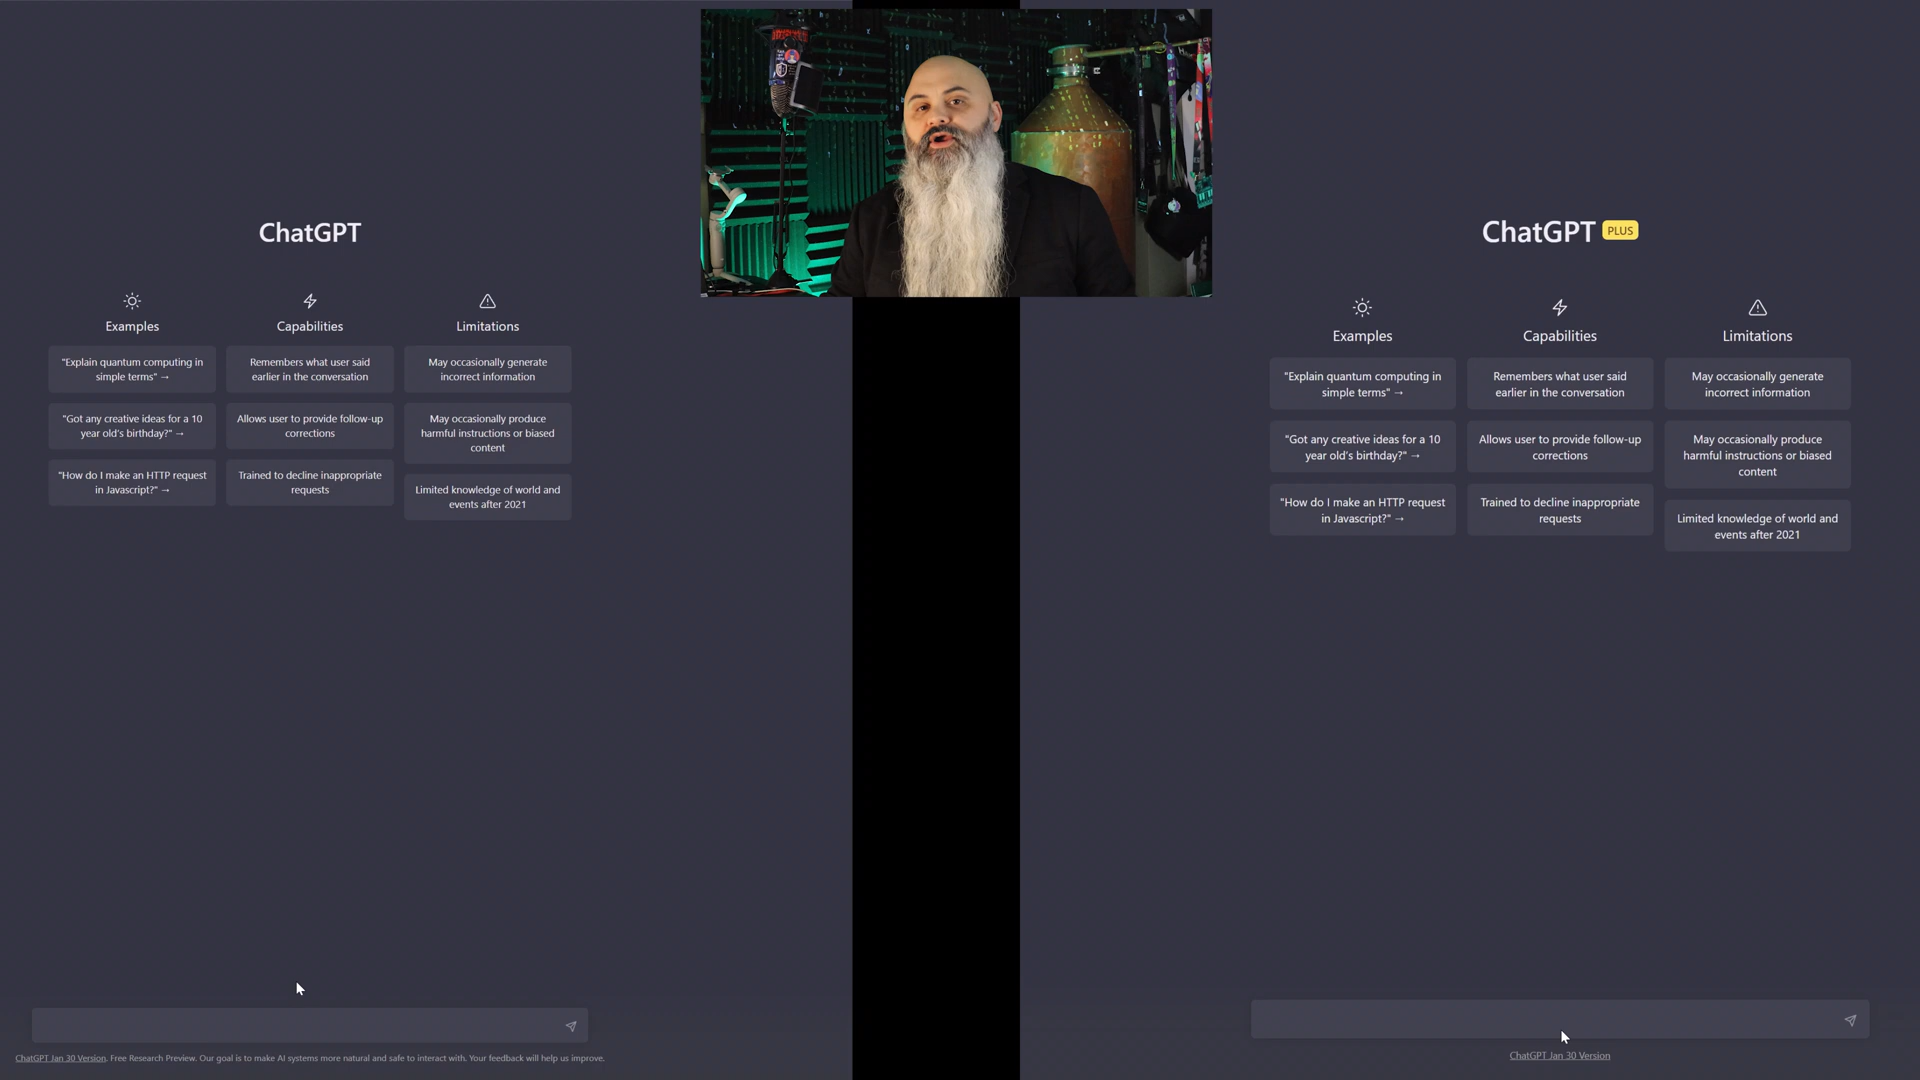 ChatGPT
Examples
"Explain quantum computing in
simple terms" →
"Got any creative ideas for a 10
year old's birthday?" →
"How do I make an HTTP request
in Javascript?" →
Capabilities
Remembers what user said
earlier in the conversation
Allows user to provide follow-up
corrections
Trained to decline inappropriate
requests
Limitations
May occasionally generate
incorrect information
May occasionally produce
harmful instructions or biased
content
Limited knowledge of world and
events after 2021
ChatGPT Jan 30 Version. Free Research Preview. Our goal is to make AI systems more natural and safe to interact with. Your feedback will help us improve.
ChatGPT PLUS
Examples
"Explain quantum computing in
simple terms" →
"Got any creative ideas for a 10
year old's birthday?" →
"How do I make an HTTP request
in Javascript?" →
Capabilities
Remembers what user said
earlier in the conversation
Allows user to provide follow-up
corrections
Trained to decline inappropriate
requests
Limitations
May occasionally generate
incorrect information
May occasionally produce
harmful instructions or biased
content
Limited knowledge of world and
events after 2021
ChatGPT Jan 30 Version